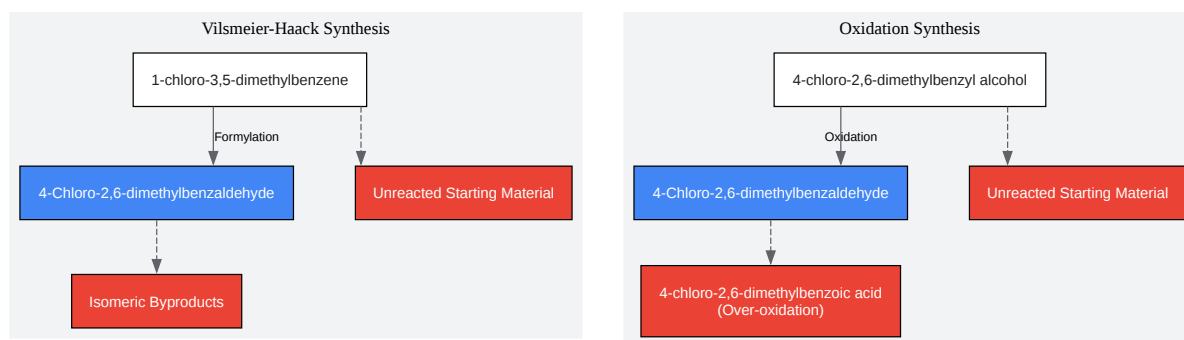 Vilsmeier-Haack Synthesis
1-chloro-3,5-dimethylbenzene
Formylation
4-Chloro-2,6-dimethylbenzaldehyde
Unreacted Starting Material
Isomeric Byproducts
Oxidation Synthesis
4-chloro-2,6-dimethylbenzyl alcohol
Oxidation
4-Chloro-2,6-dimethylbenzaldehyde
Unreacted Starting Material
4-chloro-2,6-dimethylbenzoic acid
(Over-oxidation)